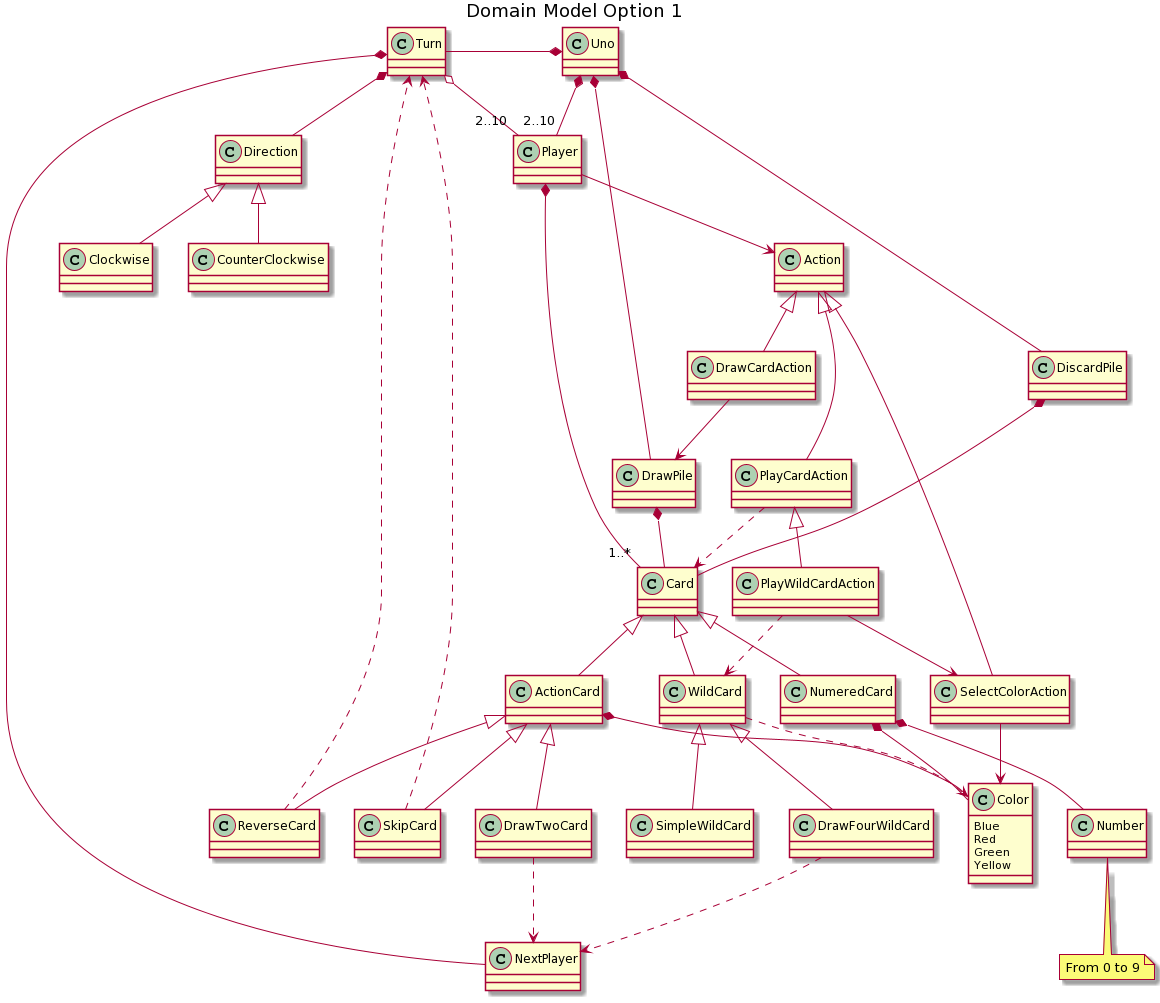 Domain Model Option 1
C Turn
C Uno
2..10
2..10
C Direction
C Player
C Clockwise
C CounterClockwise
C Action
C DrawCardAction
C DiscardPile
C DrawPile
C PlayCardAction
1..*
C Card
C PlayWildCardAction
C ActionCard
C WildCard
C NumeredCard
C SelectColorAction
C ReverseCard
C SkipCard
C DrawTwoCard
C SimpleWildCard
C DrawFourWildCard
C Color
Blue
Red
Green
Yellow
C Number
C NextPlayer
From 0 to 9